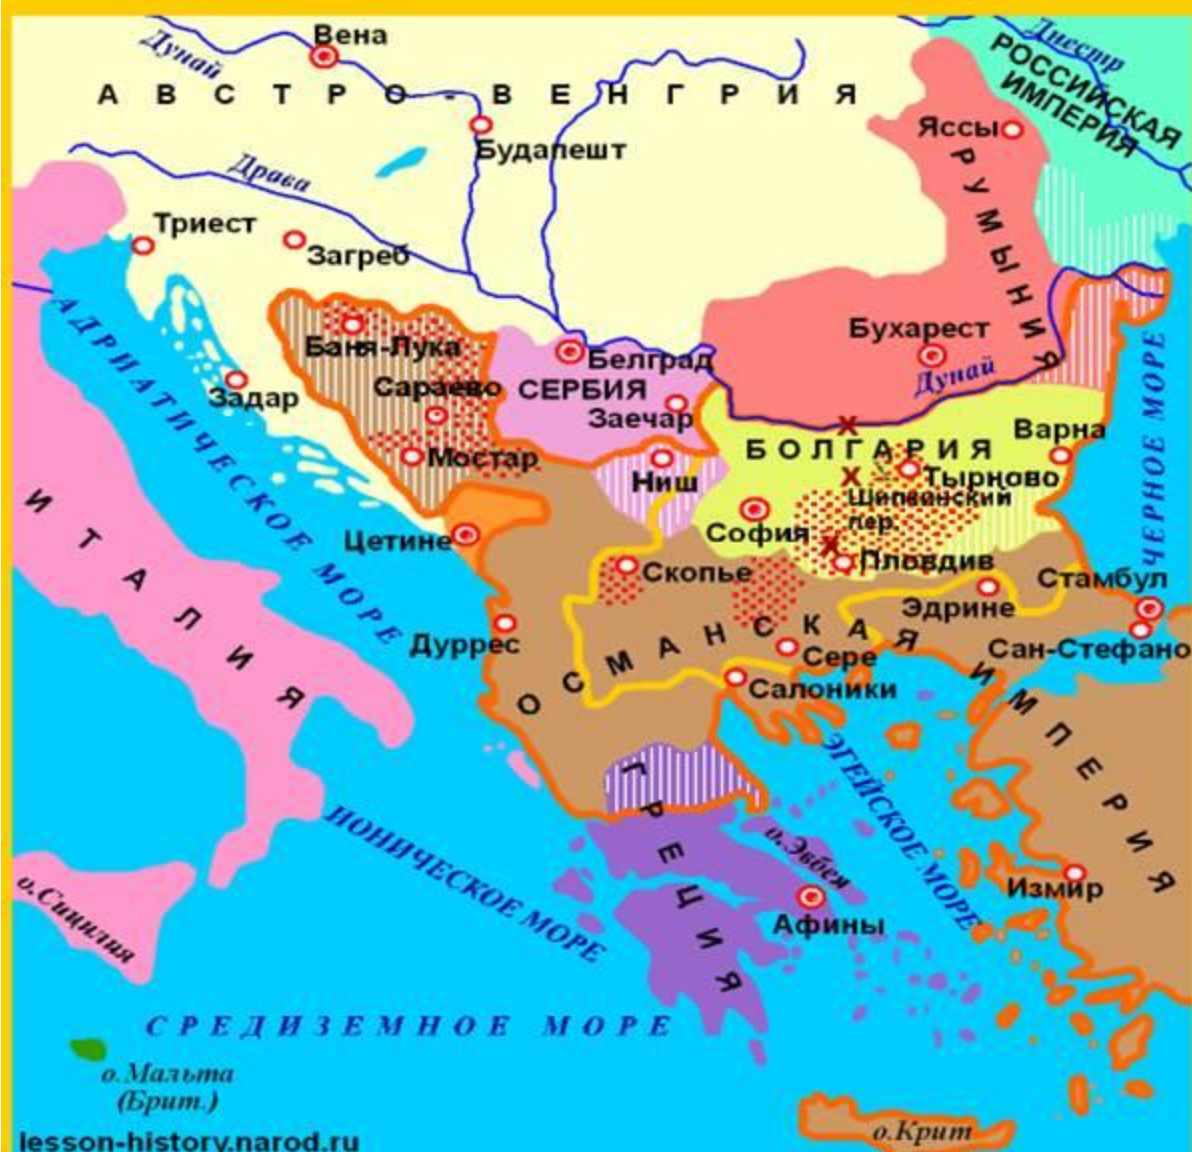 Вена
Дунай
Днестр
РОССИЙСКАЯ
ИМПЕРИЯ
АВСТРО-ВЕНГРИЯ
Яссы
Будапешт
РУМЫНИЯ
Драва
Триест
Загреб
АДРИАТИЧЕСКОЕ МОРЕ
Баня-Лука
Белград
Бухарест
Дунай
ЧЕРНОЕ МОРЕ
Задар
Сараево
СЕРБИЯ
Заечар
Мостар
Ниш
БОЛГАРИЯ
Варна
Тырново
Шипкинский
пер.
ИТАЛИЯ
Цетине
София
Пловдив
Скопье
Эдрине
Стамбул
Дуррес
ОСМАНСКАЯ ИМПЕРИЯ
Сере
Сан-Стефано
Салоники
ЭГЕЙСКОЕ МОРЕ
ГРЕЦИЯ
ИОНИЧЕСКОЕ МОРЕ
о.Эвбея
Измир
Афины
о.Сицилия
СРЕДИЗЕМНОЕ МОРЕ
о.Мальта
(Брит.)
о.Крит
lesson-history.narod.ru